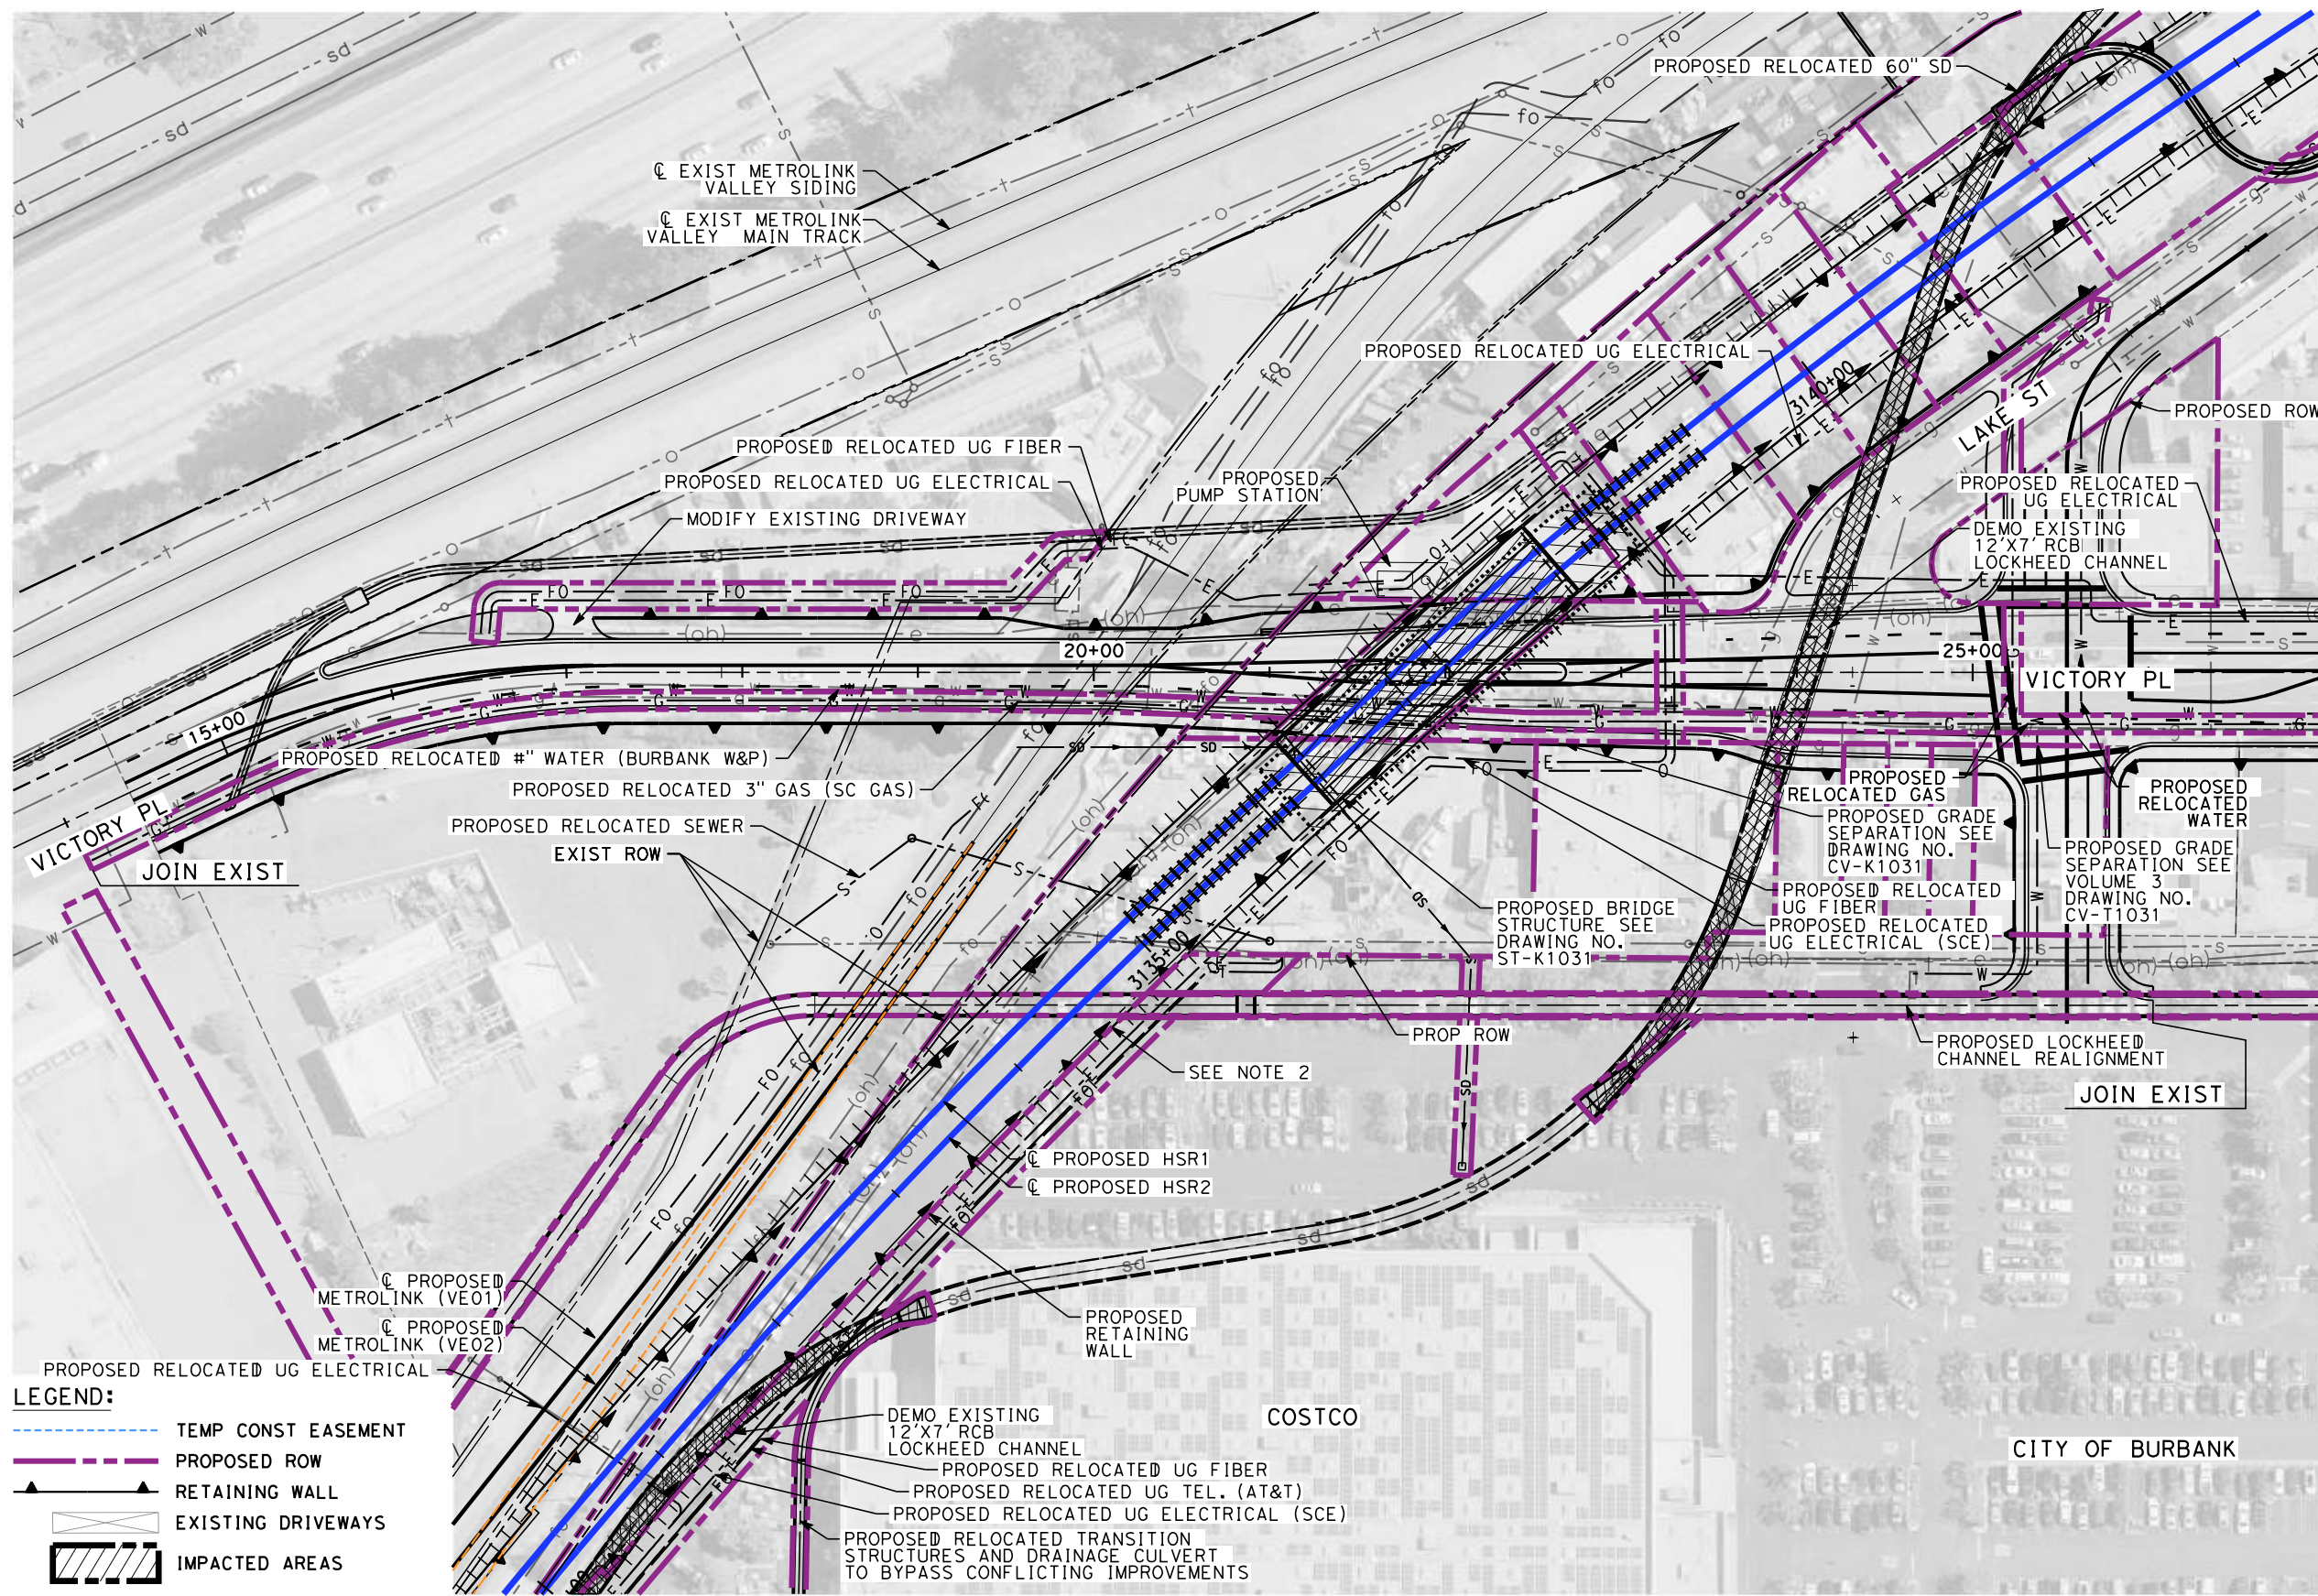 PROPOSED RELOCATED 60" SD
℄ EXIST METROLINK
VALLEY SIDING
℄ EXIST METROLINK
VALLEY MAIN TRACK
PROPOSED RELOCATED UG ELECTRICAL
3140+00
LAKE ST
PROPOSED ROW
PROPOSED RELOCATED UG FIBER
PROPOSED RELOCATED UG ELECTRICAL
MODIFY EXISTING DRIVEWAY
PROPOSED
PUMP STATION
PROPOSED RELOCATED
UG ELECTRICAL
DEMO EXISTING
12'X7' RCB
LOCKHEED CHANNEL
15+00
20+00
25+00
VICTORY PL
PROPOSED RELOCATED #" WATER (BURBANK W&P)
PROPOSED RELOCATED 3" GAS (SC GAS)
PROPOSED RELOCATED SEWER
EXIST ROW
VICTORY PL
JOIN EXIST
PROPOSED
RELOCATED GAS
PROPOSED
RELOCATED
WATER
PROPOSED GRADE
SEPARATION SEE
DRAWING NO.
CV-K1031
PROPOSED GRADE
SEPARATION SEE
VOLUME 3
DRAWING NO.
CV-T1031
PROPOSED RELOCATED
UG FIBER
PROPOSED RELOCATED
UG ELECTRICAL (SCE)
PROPOSED BRIDGE
STRUCTURE SEE
DRAWING NO.
ST-K1031
3135+00
PROP ROW
SEE NOTE 2
PROPOSED LOCKHEED
CHANNEL REALIGNMENT
JOIN EXIST
℄ PROPOSED HSR1
℄ PROPOSED HSR2
℄ PROPOSED
METROLINK (VE01)
℄ PROPOSED
METROLINK (VE02)
PROPOSED RELOCATED UG ELECTRICAL
PROPOSED
RETAINING
WALL
COSTCO
CITY OF BURBANK
DEMO EXISTING
12'X7' RCB
LOCKHEED CHANNEL
PROPOSED RELOCATED UG FIBER
PROPOSED RELOCATED UG TEL. (AT&T)
PROPOSED RELOCATED UG ELECTRICAL (SCE)
PROPOSED RELOCATED TRANSITION
STRUCTURES AND DRAINAGE CULVERT
TO BYPASS CONFLICTING IMPROVEMENTS
LEGEND:
TEMP CONST EASEMENT
PROPOSED ROW
RETAINING WALL
EXISTING DRIVEWAYS
IMPACTED AREAS